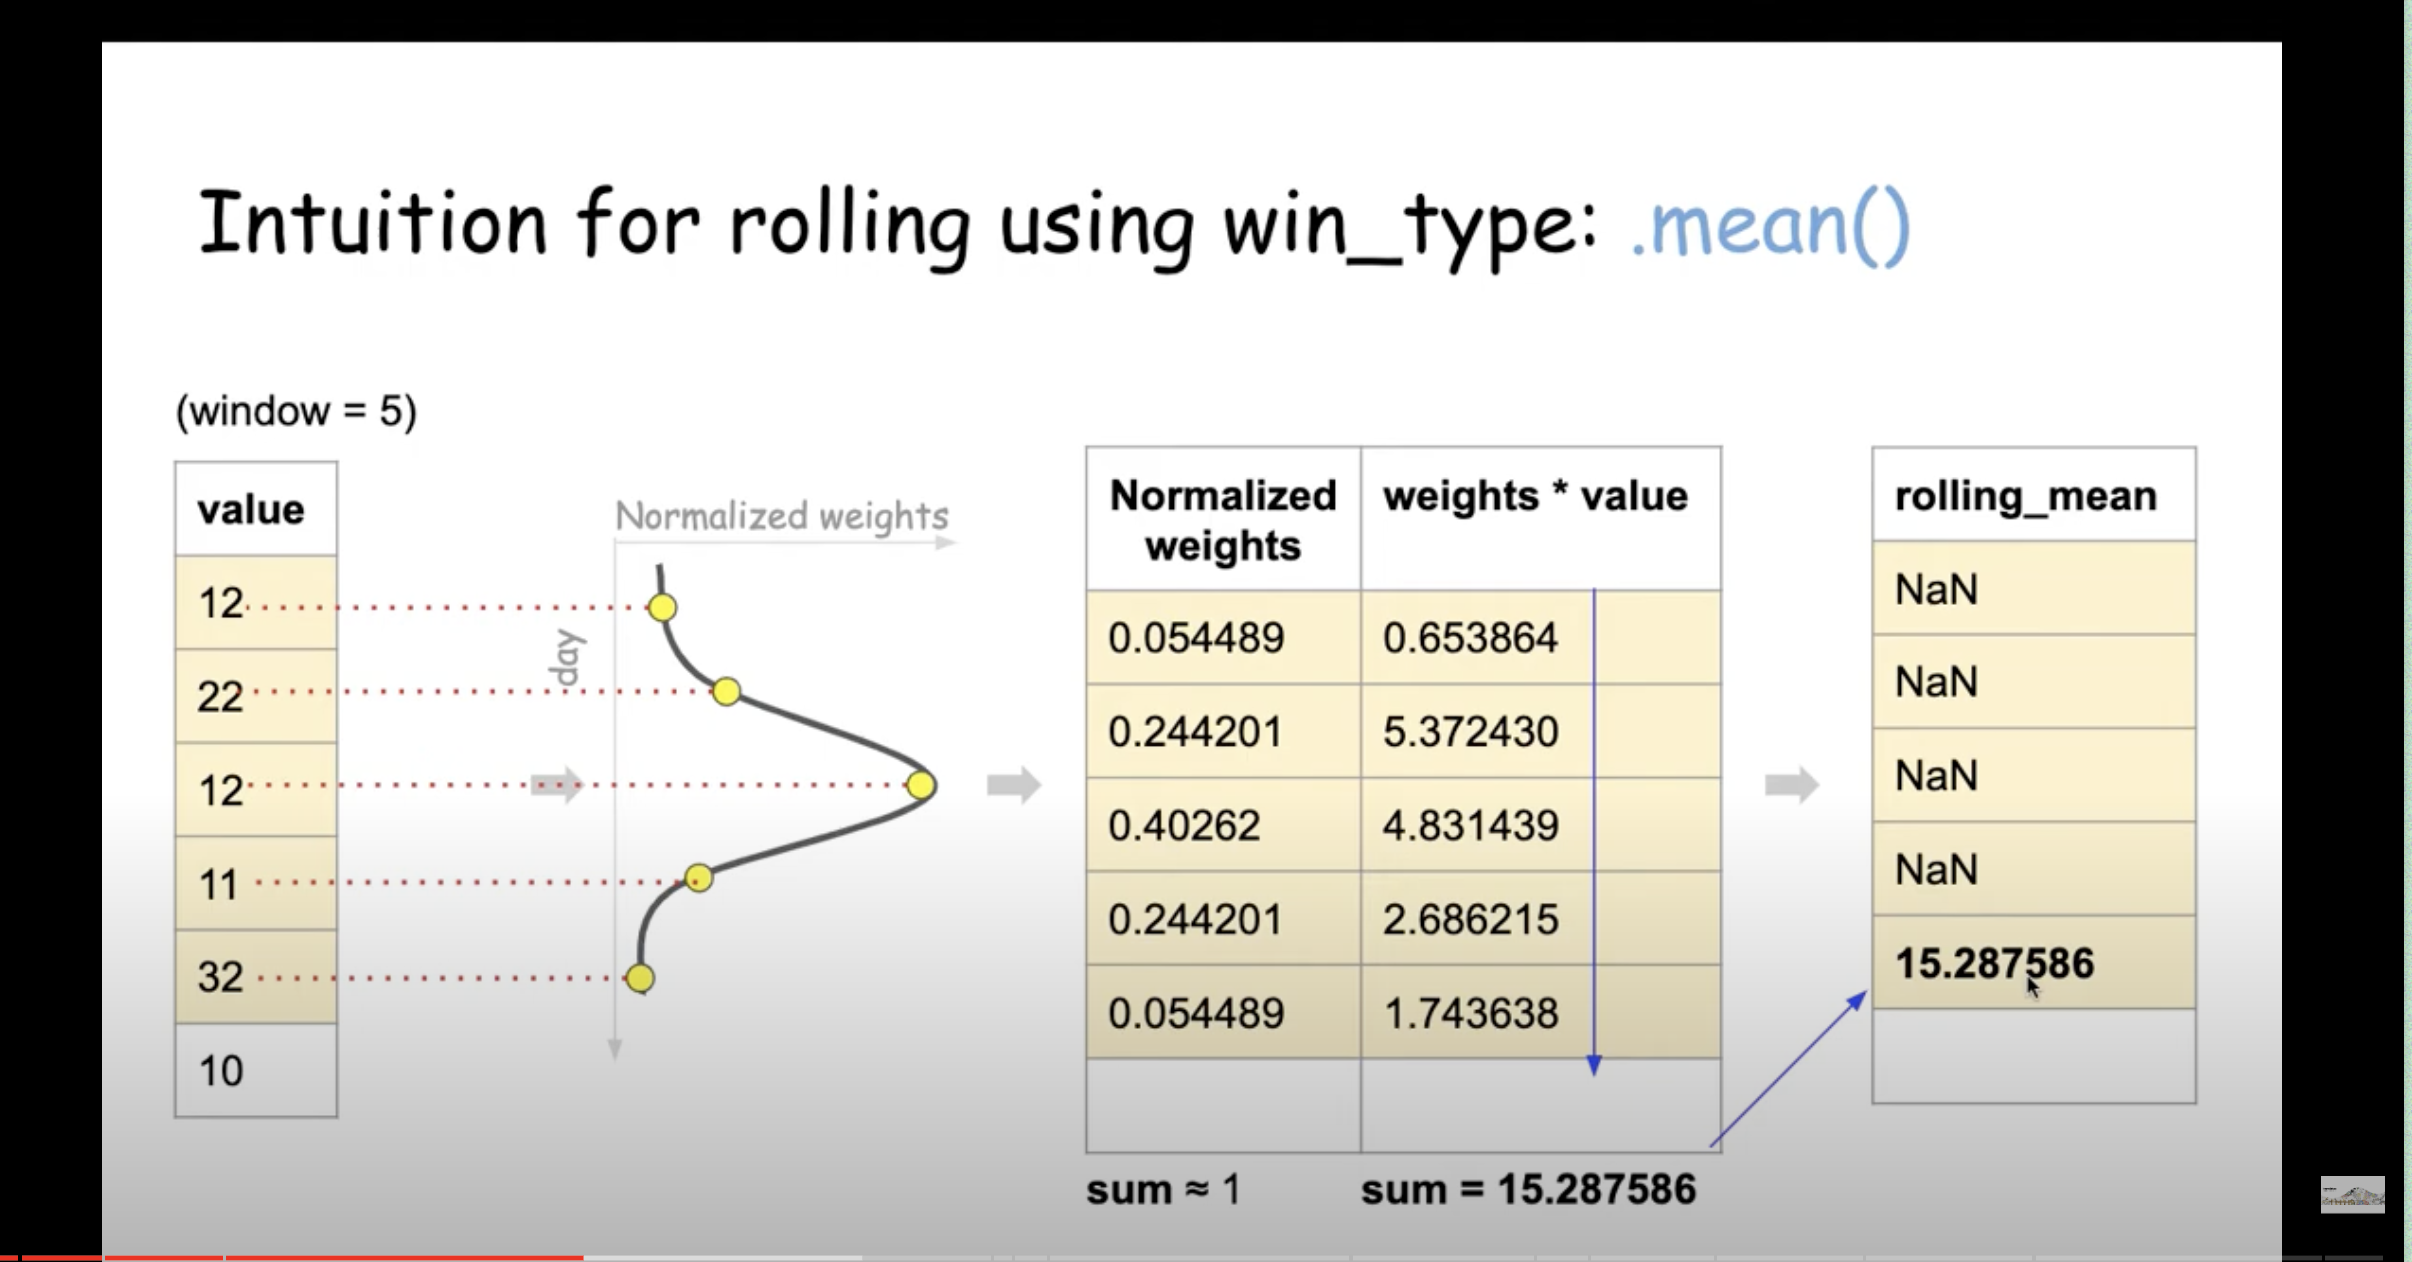 Intuition for rolling using win_type: .mean()
(window = 5)
value
12
22
12
11
32
10
Normalized weights
day
Normalized
weights
weights * value
0.054489
0.653864
0.244201
5.372430
0.40262
4.831439
0.244201
2.686215
0.054489
1.743638
sum ≈ 1
sum = 15.287586
rolling_mean
NaN
NaN
NaN
NaN
15.287586